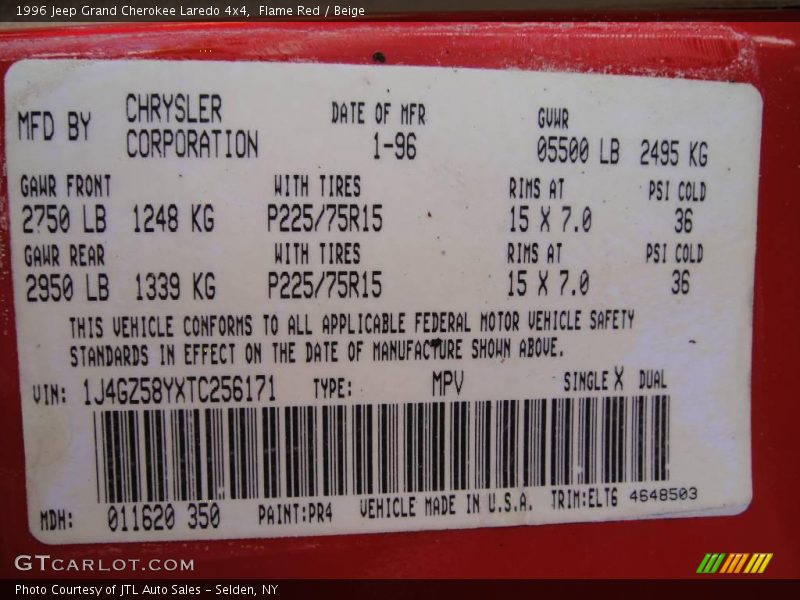 1996 Jeep Grand Cherokee Laredo 4x4,  Flame Red / Beige
MFD BY CHRYSLER CORPORATION
DATE OF MFR 1-96
GVWR 05500 LB 2495 KG
GAWR FRONT WITH TIRES RIMS AT PSI COLD
2750 LB 1248 KG P225/75R15 15 X 7.0 36
GAWR REAR WITH TIRES RIMS AT PSI COLD
2950 LB 1339 KG P225/75R15 15 X 7.0 36
THIS VEHICLE CONFORMS TO ALL APPLICABLE FEDERAL MOTOR VEHICLE SAFETY
STANDARDS IN EFFECT ON THE DATE OF MANUFACTURE SHOWN ABOVE.
VIN: 1J4GZ58YXTC256171 TYPE: MPV SINGLE X DUAL
MDH: 011620 350 PAINT:PR4 VEHICLE MADE IN U.S.A. TRIM:ELT6 4648503
GTCARLOT.COM
Photo Courtesy of JTL Auto Sales - Selden, NY